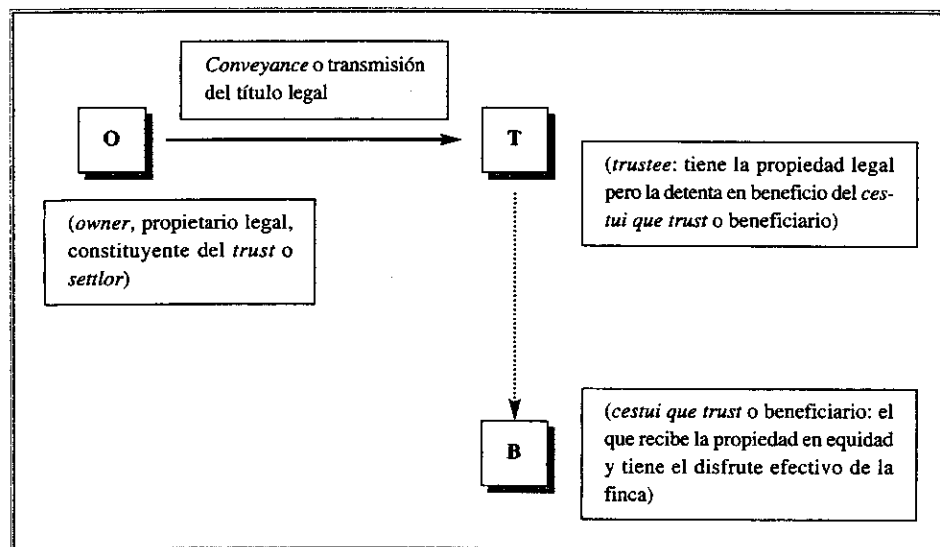 Conveyance o transmisión
del título legal
O
T
(trustee: tiene la propiedad legal
pero la detenta en beneficio del ces-
tui que trust o beneficiario)
(owner, propietario legal,
constituyente del trust o
settlor)
B
(cestui que trust o beneficiario: el
que recibe la propiedad en equidad
y tiene el disfrute efectivo de la
finca)